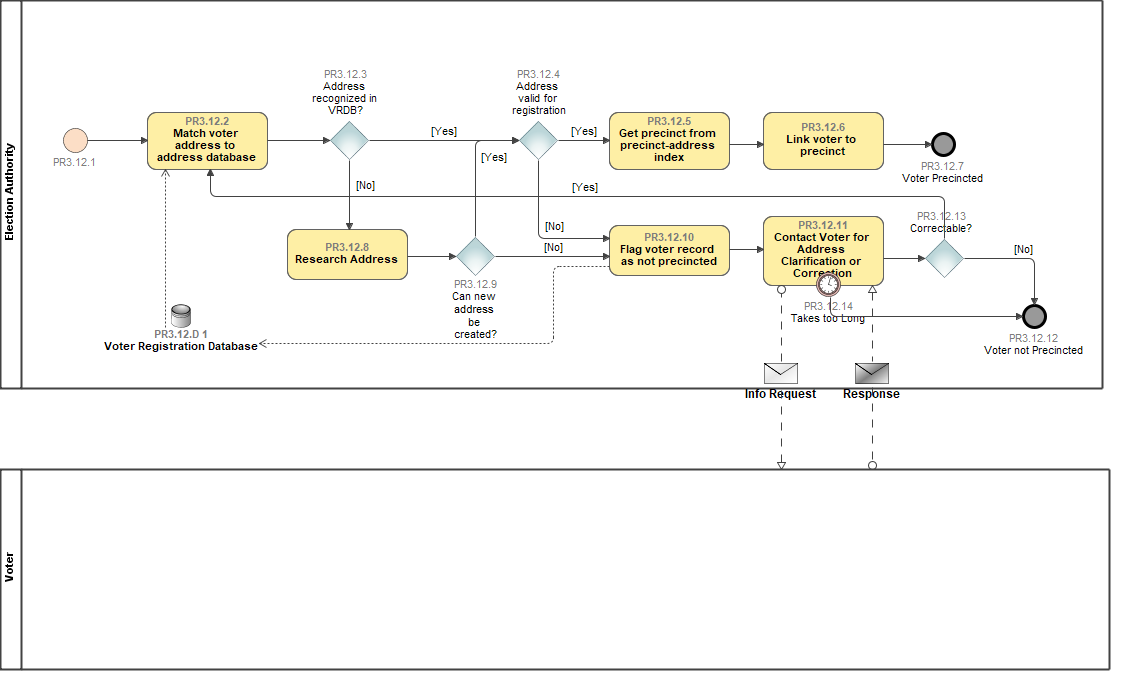 Election Authority
PR3.12.1
PR3.12.2
Match voter
address to
address database
PR3.12.3
Address
recognized in
VRDB?
[Yes]
[No]
PR3.12.4
Address
valid for
registration
[Yes]
[Yes]
PR3.12.5
Get precinct from
precinct-address
index
PR3.12.6
Link voter to
precinct
PR3.12.7
Voter Precincted
[Yes]
PR3.12.8
Research Address
PR3.12.9
Can new
address
be
created?
[No]
[No]
PR3.12.10
Flag voter record
as not precincted
PR3.12.11
Contact Voter for
Address
Clarification or
Correction
PR3.12.13
Correctable?
[No]
PR3.12.14
Takes too Long
PR3.12.12
Voter not Precincted
PR3.12.D 1
Voter Registration Database
Info Request
Response
Voter